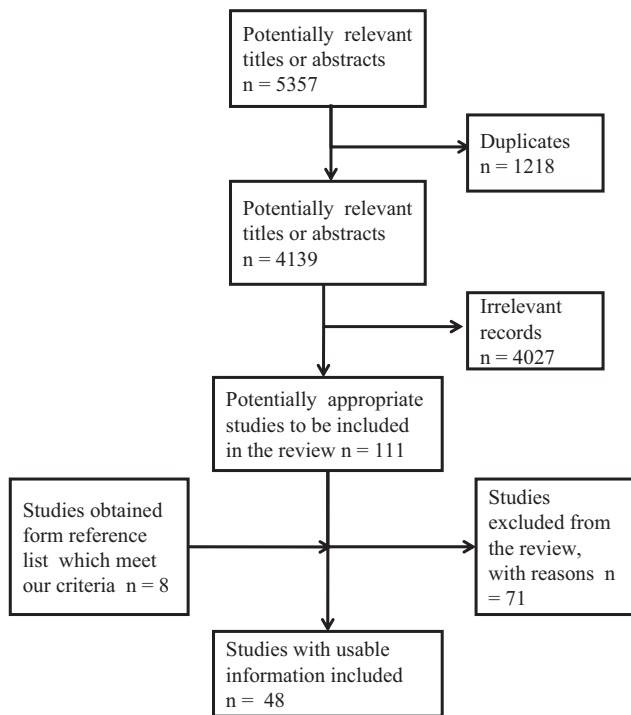 Potentially relevant
titles or abstracts
n = 5357
Duplicates
n = 1218
Potentially relevant
titles or abstracts
n = 4139
Irrelevant
records
n = 4027
Potentially appropriate
studies to be included
in the review n = 111
Studies obtained
form reference
list which meet
our criteria n = 8
Studies
excluded from
the review,
with reasons n
= 71
Studies with usable
information included
n = 48